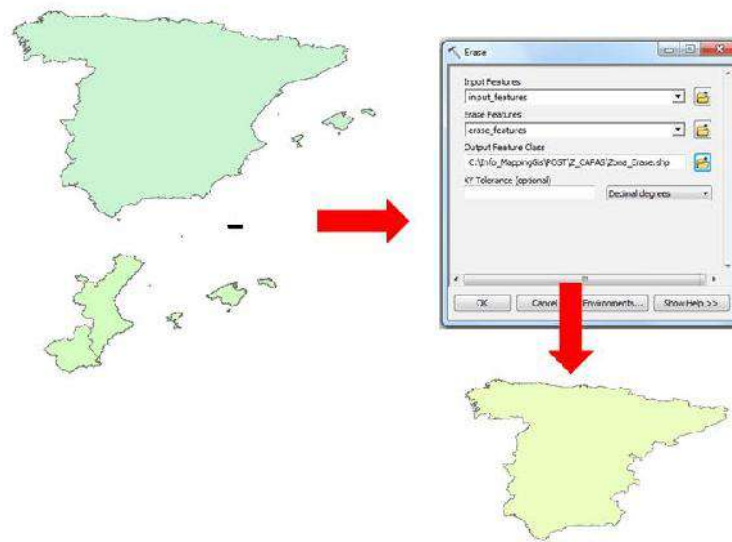 Erase
Input Features
input_features
Erase Features
erase_features
Output Feature Class
C:\Info_MappingGis\POST\Z_CAPAS\Zona_Erase.shp
XY Tolerance (optional)
Decimal degrees
OK
Cancel
Environments...
Show Help >>